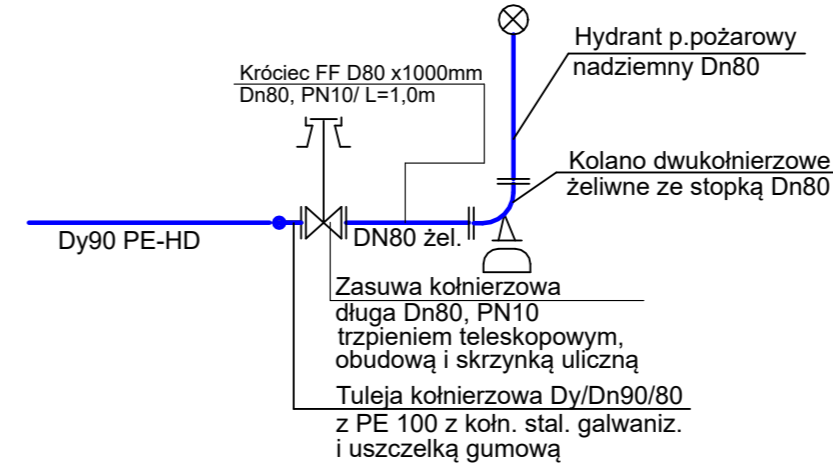 Hydrant p.pożarowy
nadziemny Dn80
Króciec FF D80 x1000mm
Dn80, PN10/ L=1,0m
Kolano dwukołnierzowe
żeliwne ze stopką Dn80
Dy90 PE-HD
DN80 żel.
Zasuwa kołnierzowa
długa Dn80, PN10
trzpieniem teleskopowym,
obudową i skrzynką uliczną
Tuleja kołnierzowa Dy/Dn90/80
z PE 100 z kołn. stal. galwaniz.
i uszczelką gumową